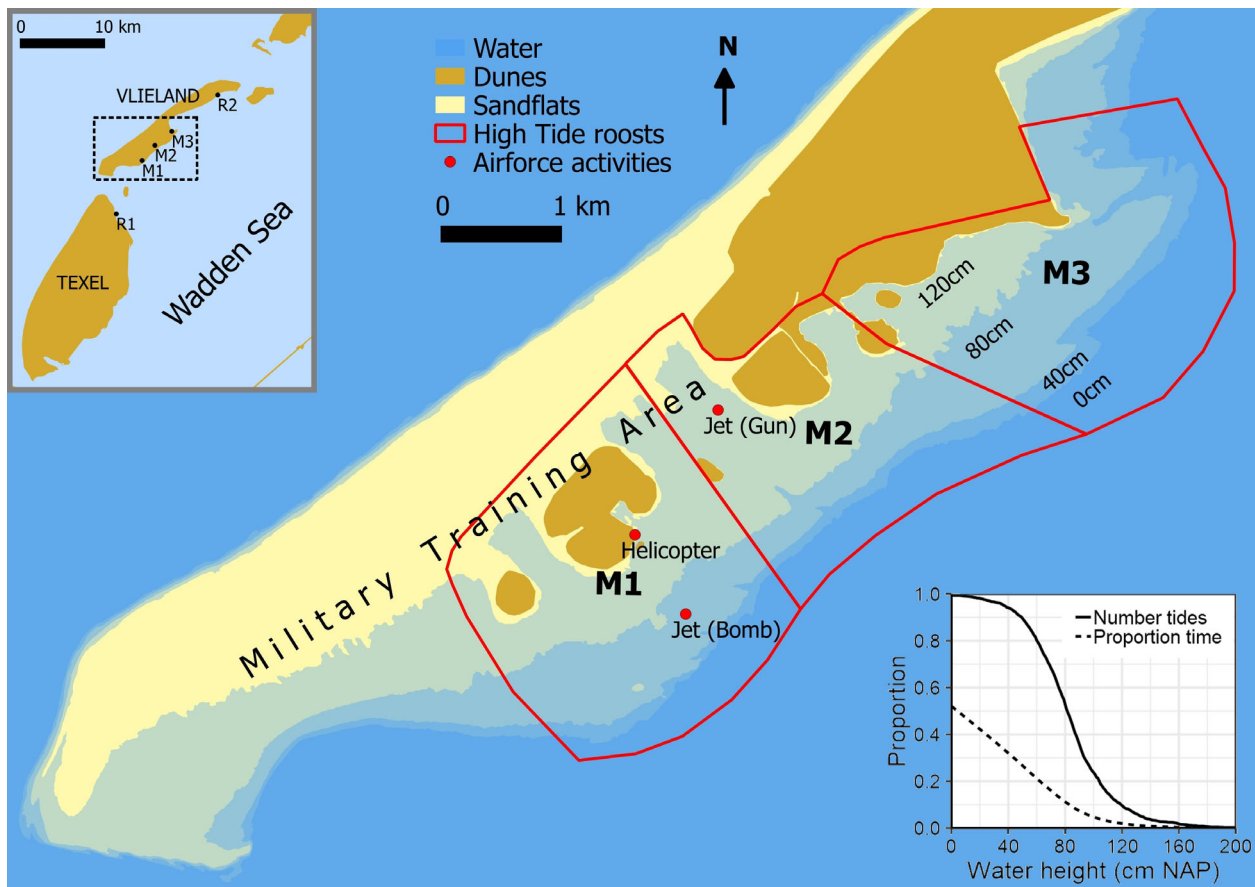 0 10 km
VLIELAND
R2
M3
M2
M1
R1
TEXEL
Wadden Sea
Water
Dunes
Sandflats
High Tide roosts
Airforce activities
0 1 km
N
M3
120cm
80cm
40cm
0cm
Military Training Area
Jet (Gun)
M2
Helicopter
M1
Jet (Bomb)
Number tides
Proportion time
Proportion
1.0
0.8
0.6
0.4
0.2
0.0
0 40 80 120 160 200
Water height (cm NAP)